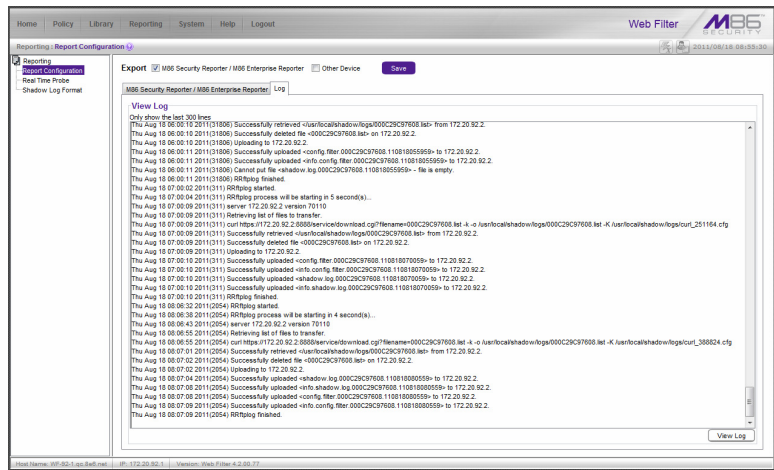 Home Policy Library Reporting System Help Logout
Web Filter
M86
SECURITY
Reporting : Report Configuration
2011/08/18 08:55:30
Reporting
Report Configuration
Real Time Probe
Shadow Log Format
Export M86 Security Reporter / M86 Enterprise Reporter Other Device Save
M86 Security Reporter / M86 Enterprise Reporter Log
View Log
Only show the last 300 lines
Thu Aug 18 06:00:10 2011(31806) Successfully retrieved </usr/local/shadow/logs/000C29C97608.list> from 172.20.92.2.
Thu Aug 18 06:00:10 2011(31806) Successfully deleted file <000C29C97608.list> on 172.20.92.2.
Thu Aug 18 06:00:10 2011(31806) Uploading to 172.20.92.2.
Thu Aug 18 06:00:11 2011(31806) Successfully uploaded <config.filter.000C29C97608.110818055959> to 172.20.92.2.
Thu Aug 18 06:00:11 2011(31806) Successfully uploaded <info.config.filter.000C29C97608.110818055959> to 172.20.92.2.
Thu Aug 18 06:00:11 2011(31806) Cannot put file <shadow.log.000C29C97608.110818055959> - file is empty.
Thu Aug 18 06:00:11 2011(31806) RRftplog finished.
Thu Aug 18 07:00:02 2011(311) RRftplog started.
Thu Aug 18 07:00:04 2011(311) RRftplog process will be starting in 5 second(s)...
Thu Aug 18 07:00:09 2011(311) server 172.20.92.2 version 70110
Thu Aug 18 07:00:09 2011(311) Retrieving list of files to transfer.
Thu Aug 18 07:00:09 2011(311) curl https://172.20.92.2:8888/service/download.cgi?filename=000C29C97608.list -k -o /usr/local/shadow/logs/000C29C97608.list -K /usr/local/shadow/logs/curl_251164.cfg
Thu Aug 18 07:00:09 2011(311) Successfully retrieved </usr/local/shadow/logs/000C29C97608.list> from 172.20.92.2.
Thu Aug 18 07:00:09 2011(311) Successfully deleted file <000C29C97608.list> on 172.20.92.2.
Thu Aug 18 07:00:09 2011(311) Uploading to 172.20.92.2.
Thu Aug 18 07:00:10 2011(311) Successfully uploaded <config.filter.000C29C97608.110818070059> to 172.20.92.2.
Thu Aug 18 07:00:10 2011(311) Successfully uploaded <info.config.filter.000C29C97608.110818070059> to 172.20.92.2.
Thu Aug 18 07:00:10 2011(311) Successfully uploaded <shadow.log.000C29C97608.110818070059> to 172.20.92.2.
Thu Aug 18 07:00:10 2011(311) Successfully uploaded <info.shadow.log.000C29C97608.110818070059> to 172.20.92.2.
Thu Aug 18 07:00:10 2011(311) RRftplog finished.
Thu Aug 18 08:06:32 2011(2054) RRftplog started.
Thu Aug 18 08:06:38 2011(2054) RRftplog process will be starting in 4 second(s)...
Thu Aug 18 08:06:43 2011(2054) server 172.20.92.2 version 70110
Thu Aug 18 08:06:55 2011(2054) Retrieving list of files to transfer.
Thu Aug 18 08:06:55 2011(2054) curl https://172.20.92.2:8888/service/download.cgi?filename=000C29C97608.list -k -o /usr/local/shadow/logs/000C29C97608.list -K /usr/local/shadow/logs/curl_388824.cfg
Thu Aug 18 08:07:01 2011(2054) Successfully retrieved </usr/local/shadow/logs/000C29C97608.list> from 172.20.92.2.
Thu Aug 18 08:07:02 2011(2054) Successfully deleted file <000C29C97608.list> on 172.20.92.2.
Thu Aug 18 08:07:02 2011(2054) Uploading to 172.20.92.2.
Thu Aug 18 08:07:04 2011(2054) Successfully uploaded <shadow.log.000C29C97608.110818080559> to 172.20.92.2.
Thu Aug 18 08:07:08 2011(2054) Successfully uploaded <info.shadow.log.000C29C97608.110818080559> to 172.20.92.2.
Thu Aug 18 08:07:08 2011(2054) Successfully uploaded <config.filter.000C29C97608.110818080559> to 172.20.92.2.
Thu Aug 18 08:07:09 2011(2054) Successfully uploaded <info.config.filter.000C29C97608.110818080559> to 172.20.92.2.
Thu Aug 18 08:07:09 2011(2054) RRftplog finished.
View Log
Host Name: WF-92-1.qc.8e6.net IP: 172.20.92.1 Version: Web Filter 4.2.00.77